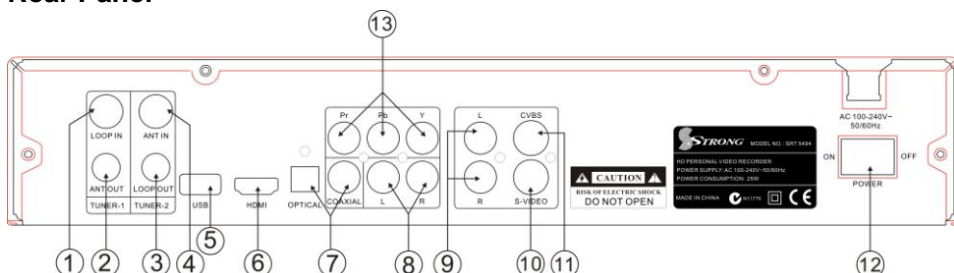 Rear Panel
13
LOOP IN
ANT IN
ANT OUT
LOOP OUT
TUNER-1
TUNER-2
USB
HDMI
OPTICAL
Pr
Pb
Y
COAXIAL
L
R
L
CVBS
R
S-VIDEO
CAUTION
RISK OF ELECTRIC SHOCK
DO NOT OPEN
STRONG MODEL NO.: SRT 5494
HD PERSONAL VIDEO RECORDER
POWER SUPPLY: AC 100-240V~50/60Hz
POWER CONSUMPTION: 25W
MADE IN CHINA
CE
AC 100-240V~
50/60Hz
ON
OFF
POWER
1 2 3 4 5 6 7 8 9 10 11 12